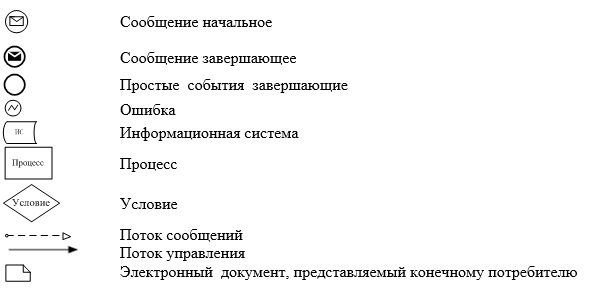 Сообщение начальное
Сообщение завершающее
Простые события завершающие
Ошибка
ИС Информационная система
Процесс Процесс
Условие Условие
Поток сообщений
Поток управления
Электронный документ, представляемый конечному потребителю